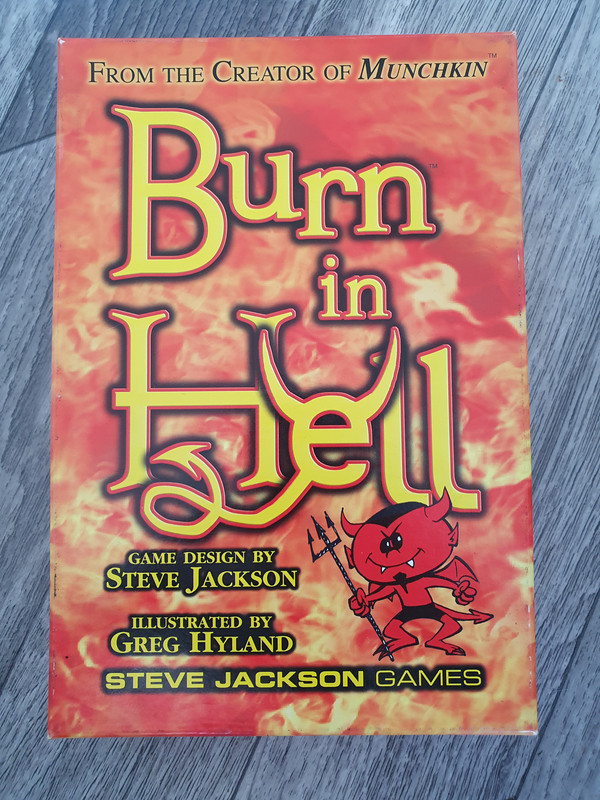 From the Creator of Munchkin™
Burn™
in
Hell
Game Design by
Steve Jackson
Illustrated by
Greg Hyland
STEVE JACKSON GAMES